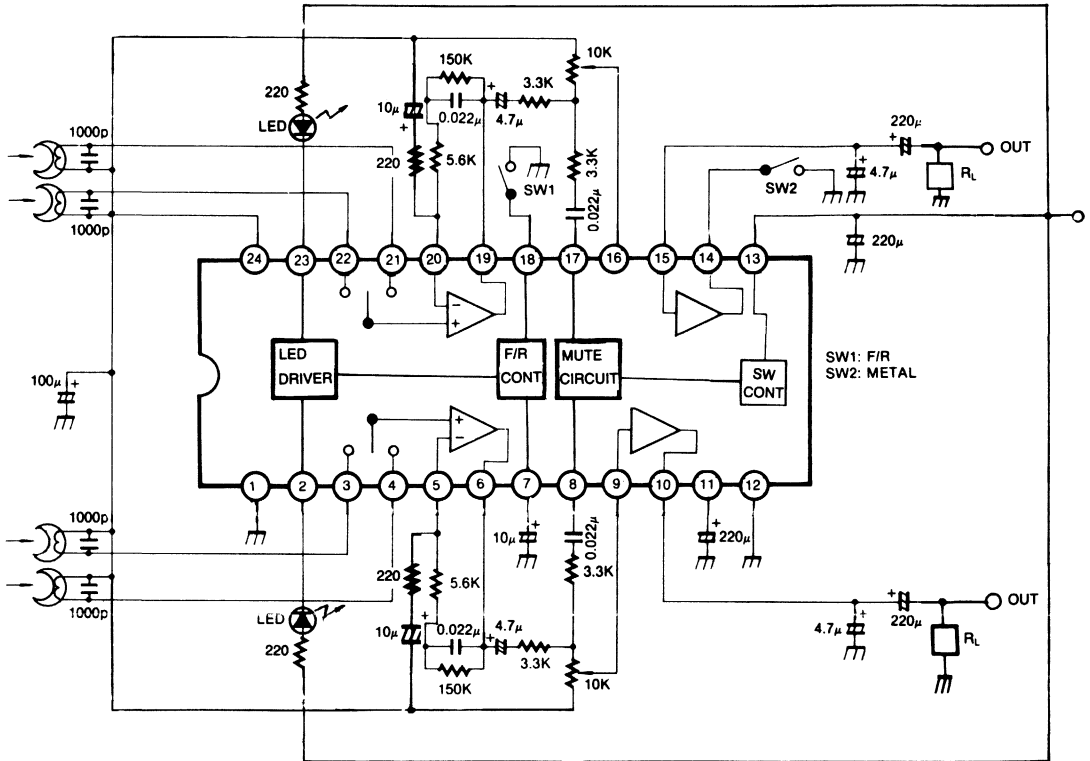 150K
10K
3.3K
220
10μ
+
0.022μ
+
4.7μ
LED
1000p
220μ
+
OUT
220
5.6K
SW1
3.3K
SW2
+
4.7μ
RL
1000p
0.022μ
220μ
24
23
22
21
20
19
18
17
16
15
14
13
−
+
LED
DRIVER
F/R
CONT
MUTE
CIRCUIT
SW
CONT
SW1: F/R
SW2: METAL
100μ
+
+
−
1
2
3
4
5
6
7
8
9
10
11
12
1000p
10μ
+
0.022μ
+
220μ
220
5.6K
3.3K
1000p
LED
10μ
+
0.022μ
+
4.7μ
+
220μ
OUT
4.7μ
+
RL
220
3.3K
150K
10K